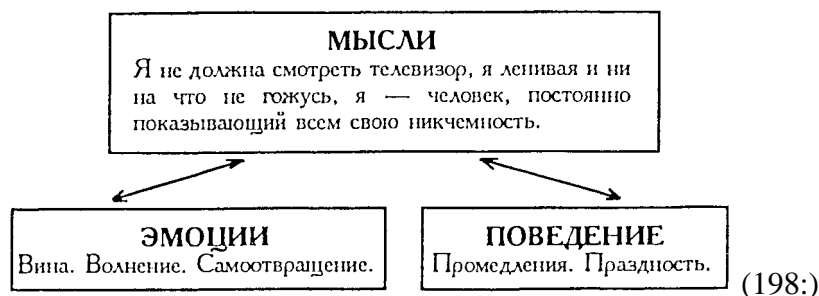 МЫСЛИ
Я не должна смотреть телевизор, я ленивая и ни
на что не гожусь, я — человек, постоянно
показывающий всем свою никчемность.
ЭМОЦИИ
Вина. Волнение. Самоотвращение.
ПОВЕДЕНИЕ
Промедления. Праздность.
(198:)